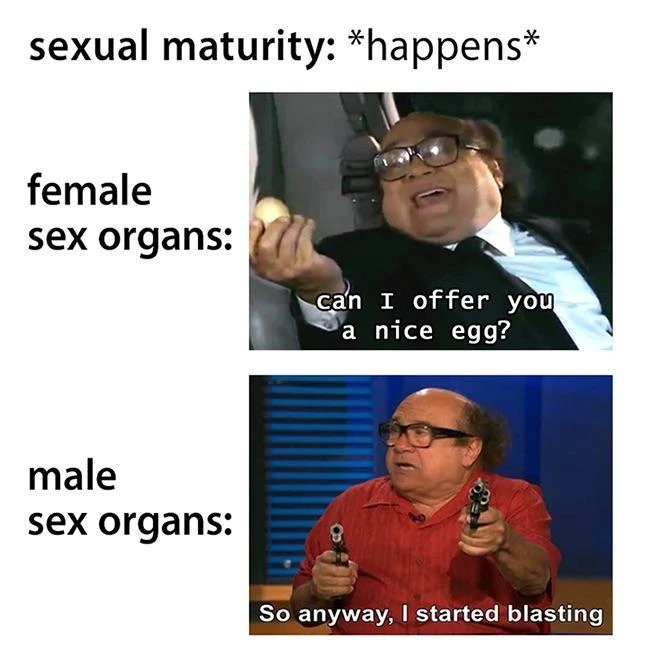 sexual maturity: *happens*
female
sex organs:
can I offer you
a nice egg?
male
sex organs:
So anyway, I started blasting